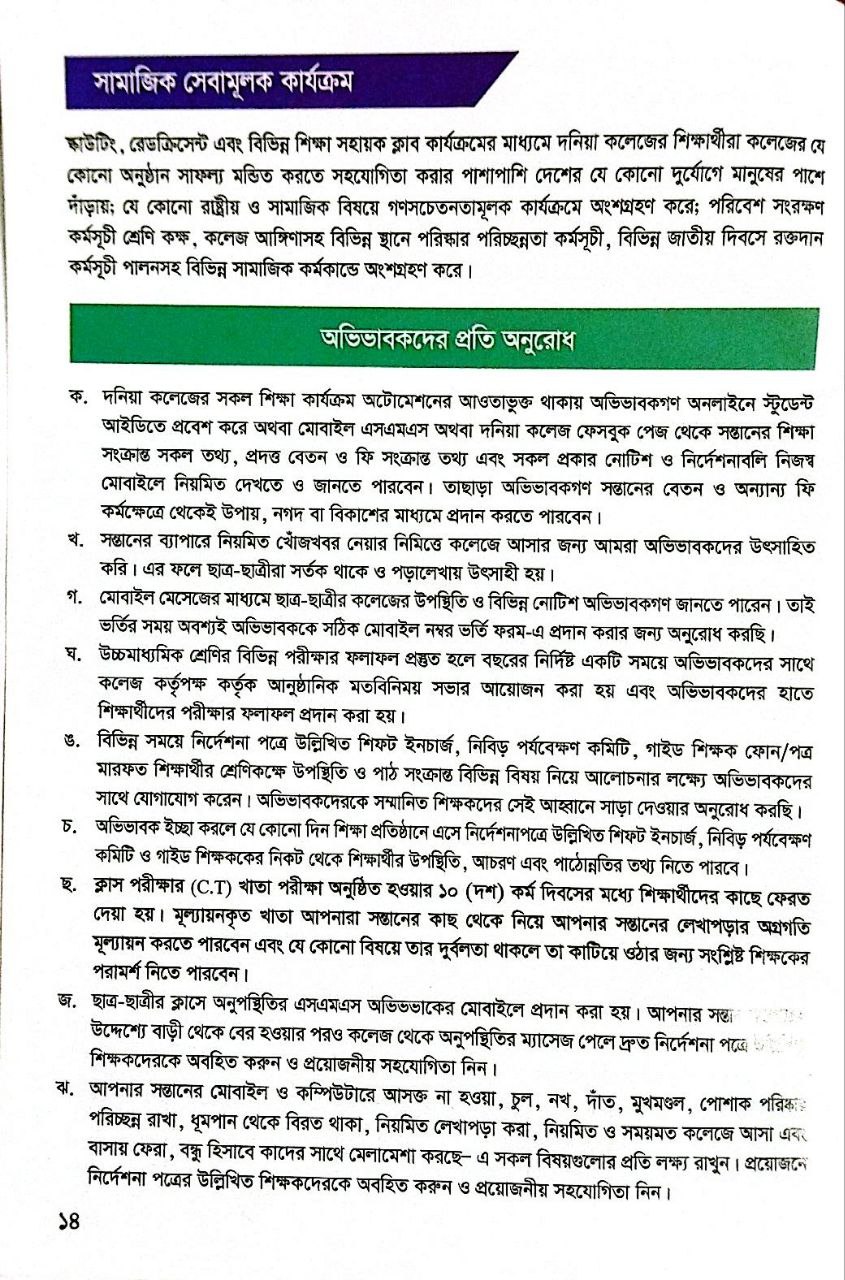 সামাজিক সেবামূলক কার্যক্রম
স্কাউটিং, রেডক্রিসেন্ট এবং বিভিন্ন শিক্ষা সহায়ক ক্লাব কার্যক্রমের মাধ্যমে দনিয়া কলেজের শিক্ষার্থীরা কলেজের যে
কোনো অনুষ্ঠান সাফল্য মন্ডিত করতে সহযোগিতা করার পাশাপাশি দেশের যে কোনো দুর্যোগে মানুষের পাশে
দাঁড়ায়; যে কোনো রাষ্ট্রীয় ও সামাজিক বিষয়ে গণসচেতনতামূলক কার্যক্রমে অংশগ্রহণ করে; পরিবেশ সংরক্ষণ
কর্মসূচী শ্রেণি কক্ষ, কলেজ আঙ্গিণাসহ বিভিন্ন স্থানে পরিস্কার পরিচ্ছন্নতা কর্মসূচী, বিভিন্ন জাতীয় দিবসে রক্তদান
কর্মসূচী পালনসহ বিভিন্ন সামাজিক কর্মকান্ডে অংশগ্রহণ করে।
অভিভাবকদের প্রতি অনুরোধ
ক. দনিয়া কলেজের সকল শিক্ষা কার্যক্রম অটোমেশনের আওতাভুক্ত থাকায় অভিভাবকগণ অনলাইনে স্টুডেন্ট
আইডিতে প্রবেশ করে অথবা মোবাইল এসএমএস অথবা দনিয়া কলেজ ফেসবুক পেজ থেকে সন্তানের শিক্ষা
সংক্রান্ত সকল তথ্য, প্রদত্ত বেতন ও ফি সংক্রান্ত তথ্য এবং সকল প্রকার নোটিশ ও নির্দেশনাবলি নিজস্ব
মোবাইলে নিয়মিত দেখতে ও জানতে পারবেন। তাছাড়া অভিভাবকগণ সন্তানের বেতন ও অন্যান্য ফি
কর্মক্ষেত্রে থেকেই উপায়, নগদ বা বিকাশের মাধ্যমে প্রদান করতে পারবেন।
খ. সন্তানের ব্যাপারে নিয়মিত খোঁজখবর নেয়ার নিমিত্তে কলেজে আসার জন্য আমরা অভিভাবকদের উৎসাহিত
করি। এর ফলে ছাত্র-ছাত্রীরা সর্তক থাকে ও পড়ালেখায় উৎসাহী হয়।
গ. মোবাইল মেসেজের মাধ্যমে ছাত্র-ছাত্রীর কলেজের উপস্থিতি ও বিভিন্ন নোটিশ অভিভাবকগণ জানতে পারেন। তাই
ভর্তির সময় অবশ্যই অভিভাবককে সঠিক মোবাইল নম্বর ভর্তি ফরম-এ প্রদান করার জন্য অনুরোধ করছি।
ঘ. উচ্চমাধ্যমিক শ্রেণির বিভিন্ন পরীক্ষার ফলাফল প্রস্তুত হলে বছরের নির্দিষ্ট একটি সময়ে অভিভাবকদের সাথে
কলেজ কর্তৃপক্ষ কর্তৃক আনুষ্ঠানিক মতবিনিময় সভার আয়োজন করা হয় এবং অভিভাবকদের হাতে
শিক্ষার্থীদের পরীক্ষার ফলাফল প্রদান করা হয়।
ঙ. বিভিন্ন সময়ে নির্দেশনা পত্রে উল্লিখিত শিফট ইনচার্জ, নিবিড় পর্যবেক্ষণ কমিটি, গাইড শিক্ষক ফোন/পত্র
মারফত শিক্ষার্থীর শ্রেণিকক্ষে উপস্থিতি ও পাঠ সংক্রান্ত বিভিন্ন বিষয় নিয়ে আলোচনার লক্ষ্যে অভিভাবকদের
সাথে যোগাযোগ করেন। অভিভাবকদেরকে সম্মানিত শিক্ষকদের সেই আহ্বানে সাড়া দেওয়ার অনুরোধ করছি।
চ. অভিভাবক ইচ্ছা করলে যে কোনো দিন শিক্ষা প্রতিষ্ঠানে এসে নির্দেশনাপত্রে উল্লিখিত শিফট ইনচার্জ, নিবিড় পর্যবেক্ষণ
কমিটি ও গাইড শিক্ষককের নিকট থেকে শিক্ষার্থীর উপস্থিতি, আচরণ এবং পাঠোন্নতির তথ্য নিতে পারবে।
ছ. ক্লাস পরীক্ষার (C.T) খাতা পরীক্ষা অনুষ্ঠিত হওয়ার ১০ (দশ) কর্ম দিবসের মধ্যে শিক্ষার্থীদের কাছে ফেরত
দেয়া হয়। মূল্যায়নকৃত খাতা আপনারা সন্তানের কাছ থেকে নিয়ে আপনার সন্তানের লেখাপড়ার অগ্রগতি
মূল্যায়ন করতে পারবেন এবং যে কোনো বিষয়ে তার দুর্বলতা থাকলে তা কাটিয়ে ওঠার জন্য সংশ্লিষ্ট শিক্ষকের
পরামর্শ নিতে পারবেন।
জ. ছাত্র-ছাত্রীর ক্লাসে অনুপস্থিতির এসএমএস অভিভভাকের মোবাইলে প্রদান করা হয়। আপনার
উদ্দেশ্যে বাড়ী থেকে বের হওয়ার পরও কলেজ থেকে অনুপস্থিতির ম্যাসেজ পেলে দ্রুত নির্দেশনা পত্রে
শিক্ষকদেরকে অবহিত করুন ও প্রয়োজনীয় সহযোগিতা নিন।
ঝ. আপনার সন্তানের মোবাইল ও কম্পিউটারে আসক্ত না হওয়া, চুল, নখ, দাঁত, মুখমণ্ডল, পোশাক পরিষ্কার
পরিচ্ছন্ন রাখা, ধূমপান থেকে বিরত থাকা, নিয়মিত লেখাপড়া করা, নিয়মিত ও সময়মত কলেজে আসা এবং
বাসায় ফেরা, বন্ধু হিসাবে কাদের সাথে মেলামেশা করছে– এ সকল বিষয়গুলোর প্রতি লক্ষ্য রাখুন। প্রয়োজনে
নির্দেশনা পত্রের উল্লিখিত শিক্ষকদেরকে অবহিত করুন ও প্রয়োজনীয় সহযোগিতা নিন।
১৪